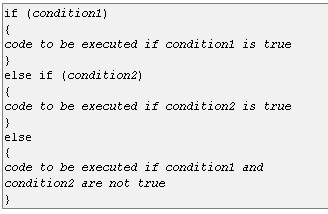 if (condition1)
{
code to be executed if condition1 is true
}
else if (condition2)
{
code to be executed if condition2 is true
}
else
{
code to be executed if condition1 and
condition2 are not true
}